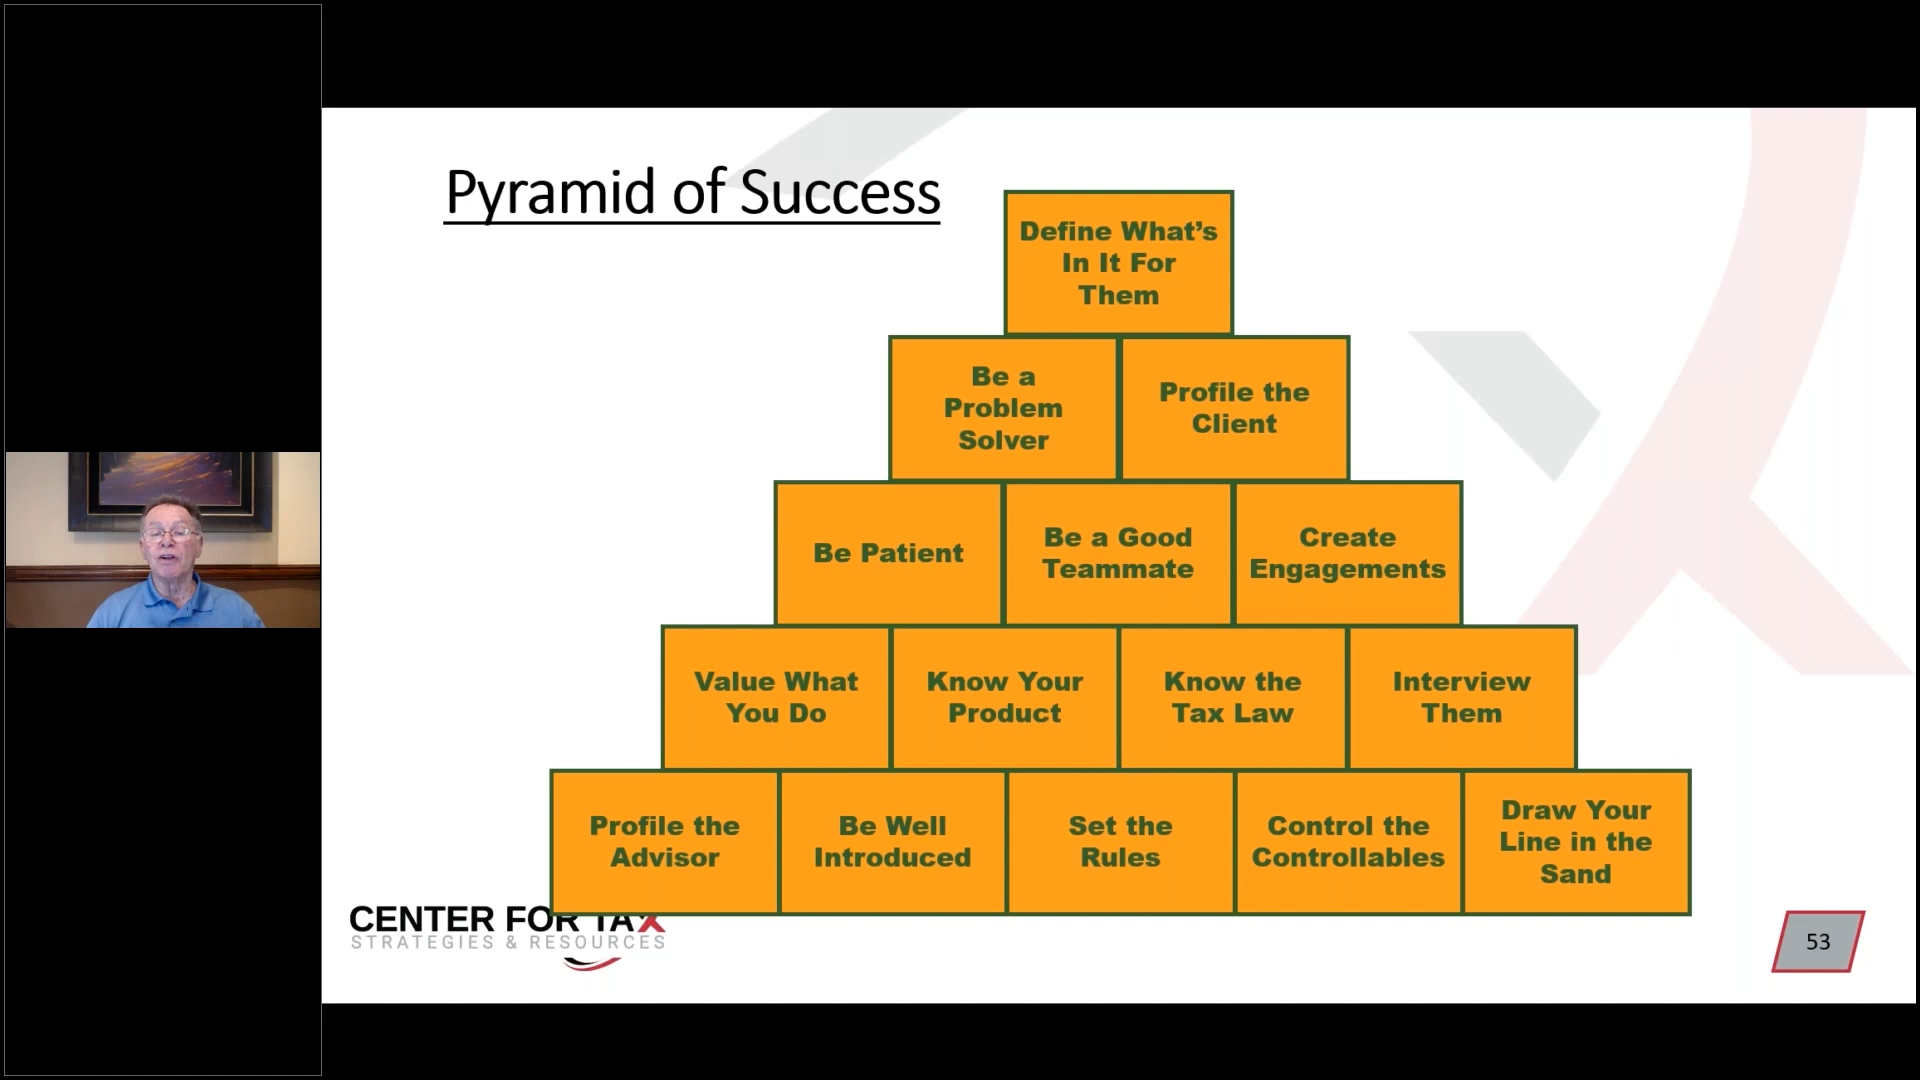 Pyramid of Success
Define What’s
In It For
Them
Be a
Problem
Solver
Profile the
Client
Be Patient
Be a Good
Teammate
Create
Engagements
Value What
You Do
Know Your
Product
Know the
Tax Law
Interview
Them
Profile the
Advisor
Be Well
Introduced
Set the
Rules
Control the
Controllables
Draw Your
Line in the
Sand
CENTER FOR TAX
STRATEGIES & RESOURCES
53